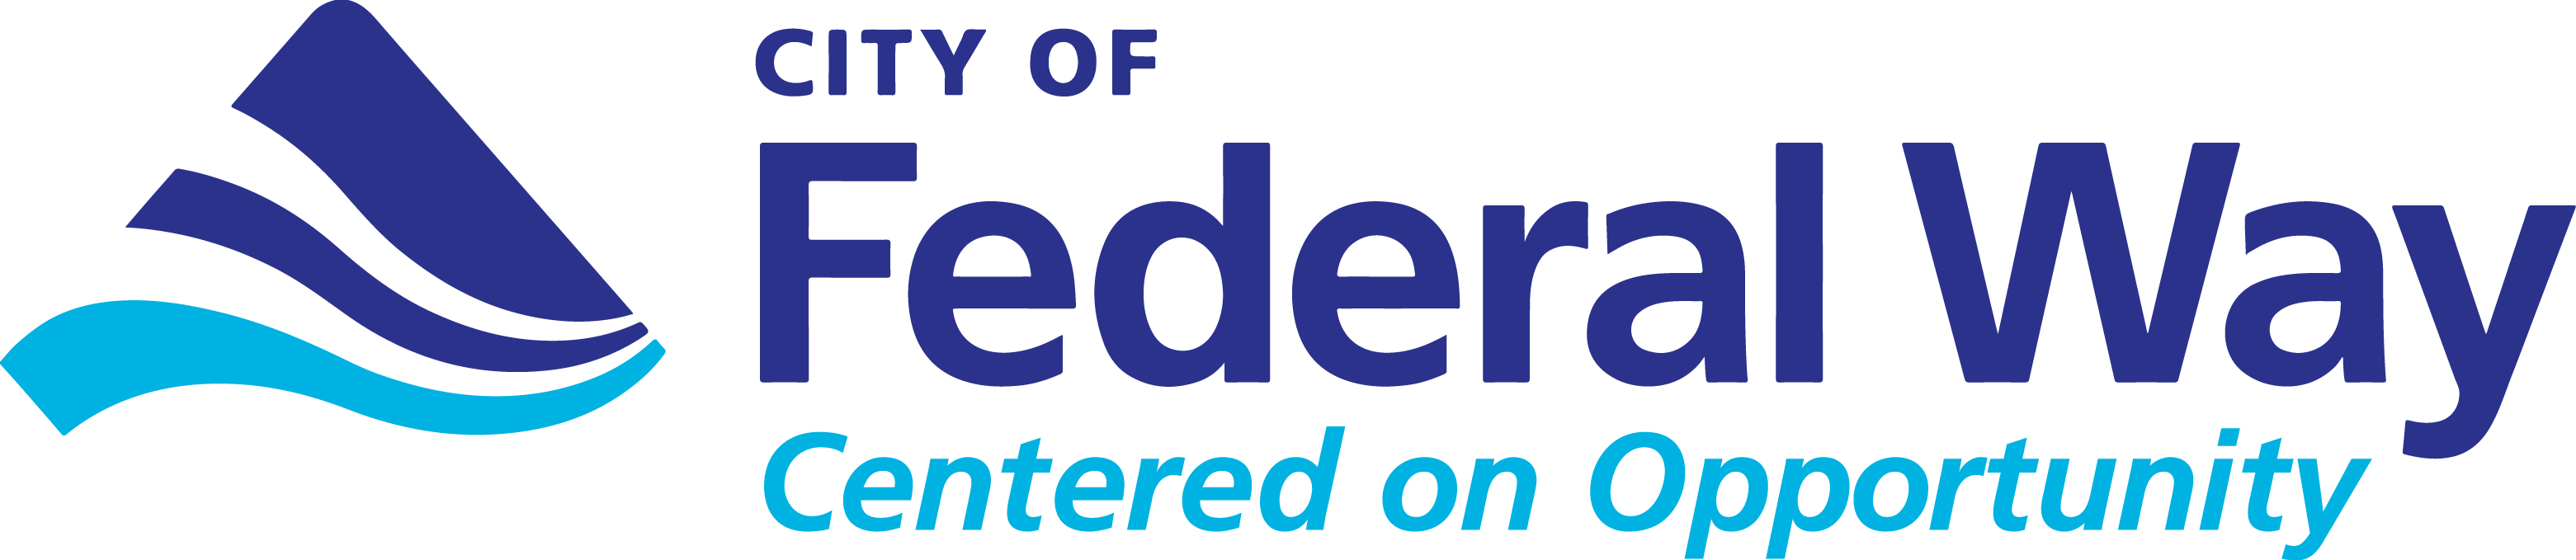 CITY OF
Federal Way
Centered on Opportunity